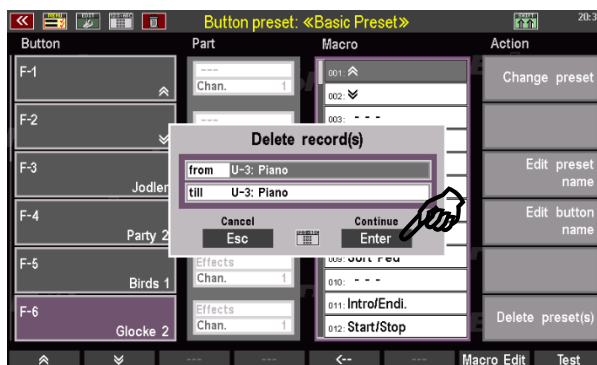 Button preset: «Basic Preset»
20:3
Button
Part
Macro
Action
F-1
---
Chan. 1
001:
Change preset
002:
F-2
---
003: - - -
Delete record(s)
from U-3: Piano
till U-3: Piano
Cancel
Continue
Esc
Enter
F-3
Jodler
Edit preset
name
F-4
Party 2
Edit button
name
F-5
Birds 1
Effects
Chan. 1
010: - - -
F-6
Glocke 2
Effects
Chan. 1
011: Intro/Endi.
012: Start/Stop
Delete preset(s)
---
---
<--
---
Macro Edit
Test